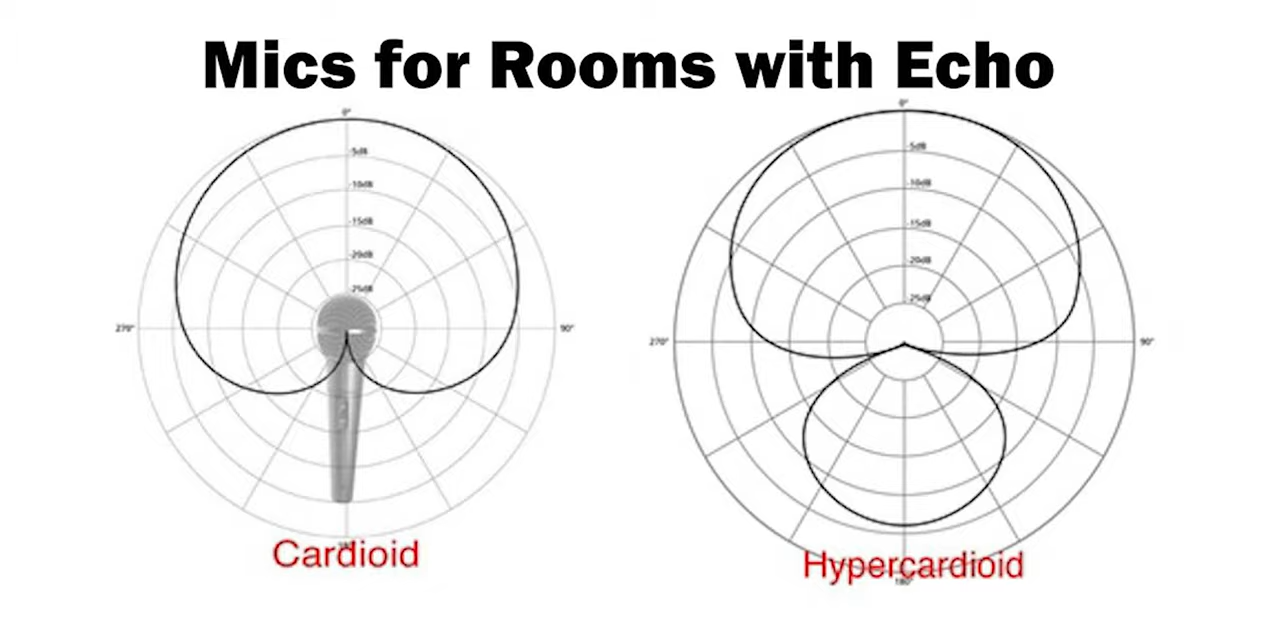 Mics for Rooms with Echo
0°
-5dB
-10dB
-15dB
-20dB
-25dB
270°
90°
Cardioid
0°
5dB
10dB
15dB
20dB
25dB
270°
90°
Hypercardioid
180°